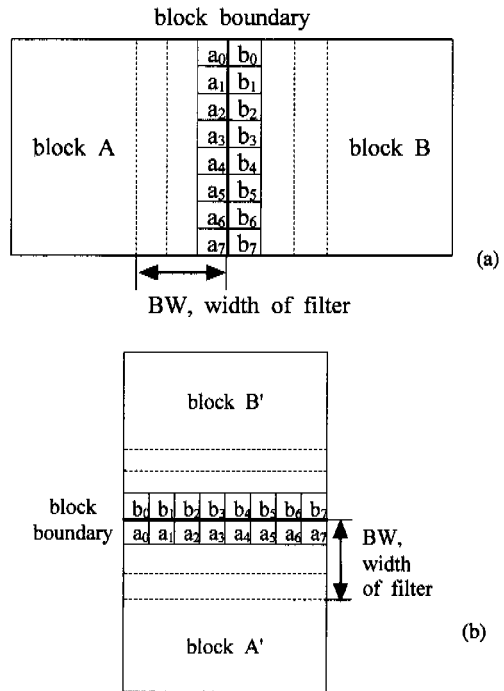 block boundary
a₀ b₀
a₁ b₁
a₂ b₂
block A a₃ b₃ block B
a₄ b₄
a₅ b₅
a₆ b₆
a₇ b₇
(a)
BW, width of filter
block B'
b₀ b₁ b₂ b₃ b₄ b₅ b₆ b₇
block
boundary
a₀ a₁ a₂ a₃ a₄ a₅ a₆ a₇
BW,
width
of filter
block A'
(b)